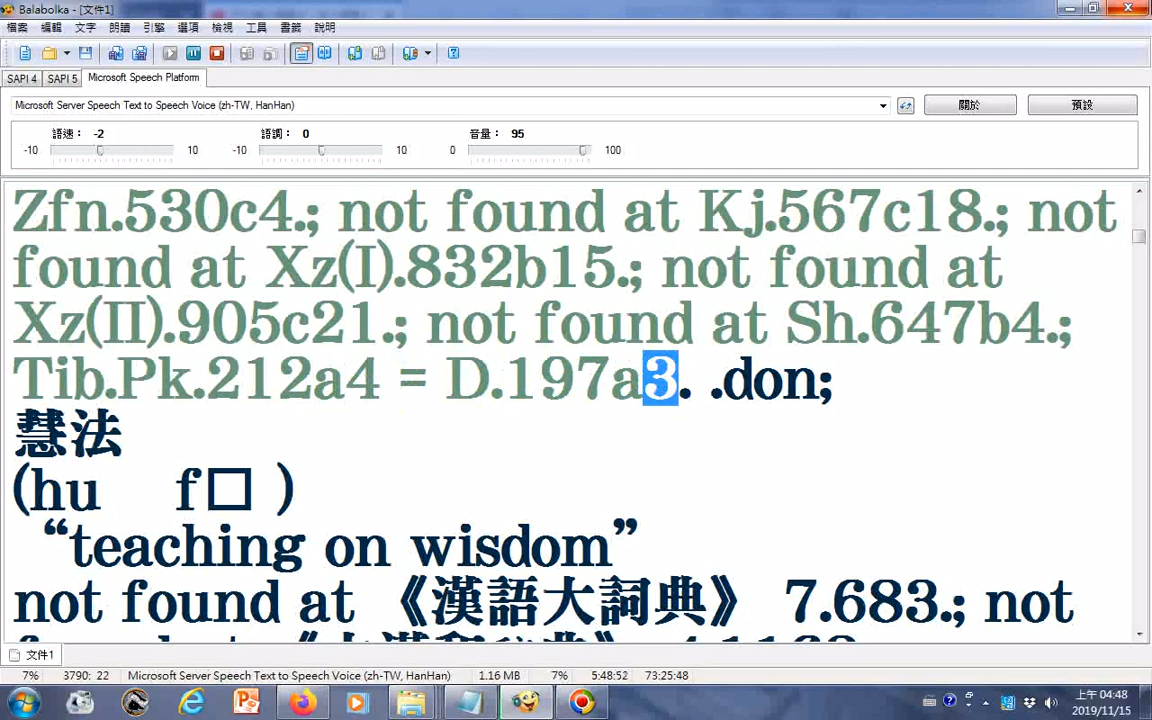 Balabolka - [文件1]
檔案 編輯 文字 朗讀 引擎 選項 檢視 工具 書籤 說明
SAPI 4 SAPI 5 Microsoft Speech Platform
Microsoft Server Speech Text to Speech Voice (zh-TW, HanHan)
關於 預設
語速： -2 語調： 0 音量： 95
-10 10 -10 10 0 100
Zfn.530c4.; not found at Kj.567c18.; not
found at Xz(I).832b15.; not found at
Xz(II).905c21.; not found at Sh.647b4.;
Tib.Pk.212a4 = D.197a3. .don;
慧法
(hu f□ )
“teaching on wisdom”
not found at 《漢語大詞典》 7.683.; not
文件1
7% 3790: 22 Microsoft Server Speech Text to Speech Voice (zh-TW, HanHan) 1.16 MB 7% 5:48:52 73:25:48
上午 04:48
2019/11/15